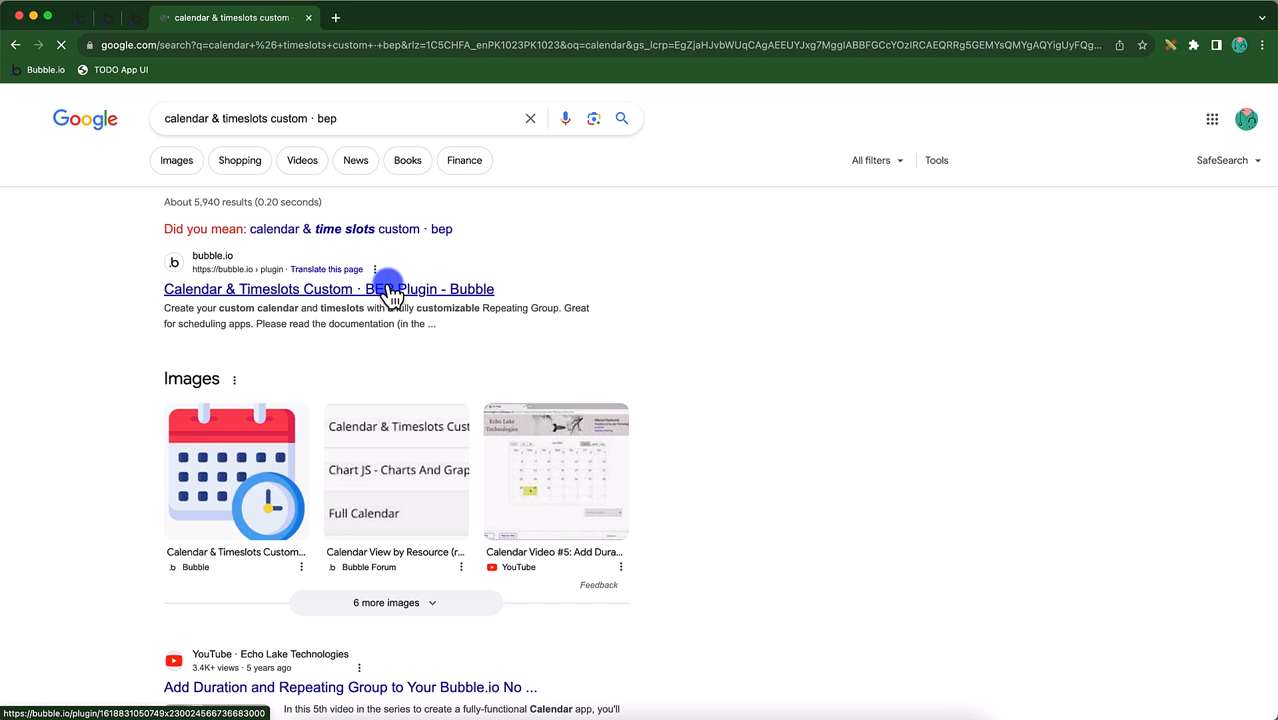 calendar & timeslots custom ·
google.com/search?q=calendar+%26+timeslots+custom+·+bep&rlz=1C5CHFA_enPK1023PK1023&oq=calendar&gs_lcrp=
Bubble.io
TODO App UI
Google
calendar & timeslots custom · bep
Images
Shopping
Videos
News
Books
Finance
All filters
Tools
SafeSearch
About 5,940 results (0.20 seconds)
Did you mean: calendar & time slots custom · bep
bubble.io
https://bubble.io › plugin · Translate this page
Calendar & Timeslots Custom · Plugin - Bubble
Create your custom calendar and timeslots with fully customizable Repeating Group. Great
for scheduling apps. Please read the documentation (in the ...
Images
Calendar & Timeslots Cust
Chart JS - Charts And Grap
Full Calendar
Echo Lake
Technologies
Calendar & Timeslots Custom...
Calendar View by Resource (r...
Calendar Video #5: Add Dura...
Bubble
Bubble Forum
YouTube
Feedback
6 more images
YouTube · Echo Lake Technologies
3.4K+ views · 5 years ago
Add Duration and Repeating Group to Your Bubble.io No ...
In this 5th video in the series to create a fully-functional Calendar app, you'll
https://bubble.io/plugin/1618831050749x230024566736683000